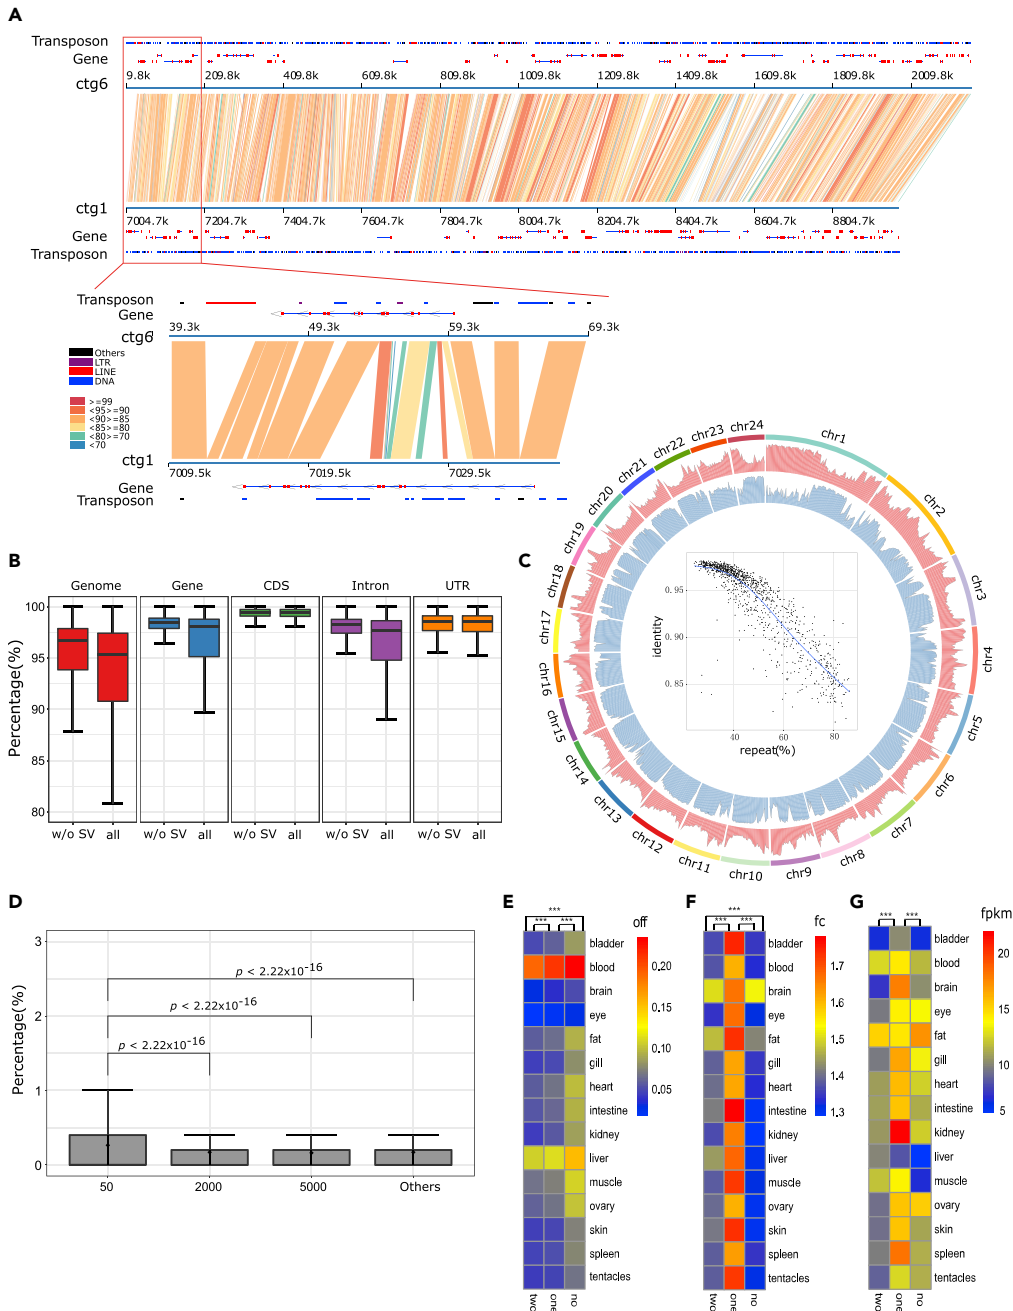 A
Transposon
Gene
9.8k 209.8k 409.8k 609.8k 809.8k 1009.8k 1209.8k 1409.8k 1609.8k 1809.8k 2009.8k
ctg6
ctg1
7004.7k 7204.7k 7404.7k 7604.7k 7804.7k 8004.7k 8204.7k 8404.7k 8604.7k 8804.7k
Gene
Transposon
Transposon
Gene
39.3k 49.3k 59.3k 69.3k
ctg6
Others
LTR
LINE
DNA
>=99
<95>=90
<90>=85
<85>=80
<80>=70
<70
ctg1
7009.5k 7019.5k 7029.5k
Gene
Transposon
B
Genome Gene CDS Intron UTR
Percentage(%)
100
95
90
85
80
w/o SV all w/o SV all w/o SV all w/o SV all w/o SV all
C
chr1
chr2
chr3
chr4
chr5
chr6
chr7
chr8
chr9
chr10
chr11
chr12
chr13
chr14
chr15
chr16
chr17
chr18
chr19
chr20
chr21
chr22
chr23
chr24
identity
0.95
0.90
0.85
40 60 80
repeat(%)
D
Percentage(%)
3
2
1
0
p < 2.22x10-16
p < 2.22x10-16
p < 2.22x10-16
50 2000 5000 Others
E
***
*** ***
off
0.20
0.15
0.10
0.05
bladder
blood
brain
eye
fat
gill
heart
intestine
kidney
liver
muscle
ovary
skin
spleen
tentacles
two one no
F
***
*** ***
fc
1.7
1.6
1.5
1.4
1.3
bladder
blood
brain
eye
fat
gill
heart
intestine
kidney
liver
muscle
ovary
skin
spleen
tentacles
two one no
G
*** ***
fpkm
20
15
10
5
bladder
blood
brain
eye
fat
gill
heart
intestine
kidney
liver
muscle
ovary
skin
spleen
tentacles
two one no